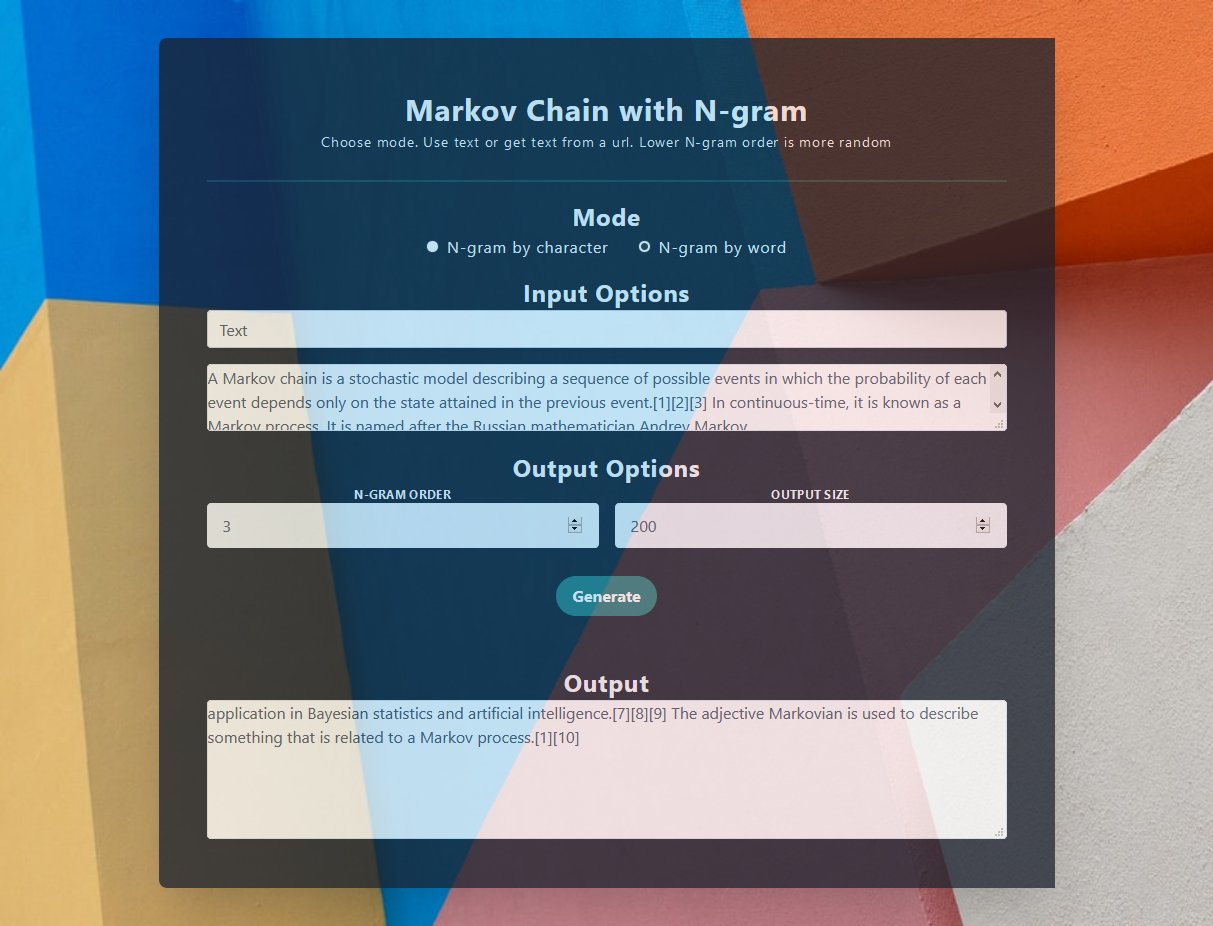 Markov Chain with N-gram
Choose mode. Use text or get text from a url. Lower N-gram order is more random
Mode
N-gram by character N-gram by word
Input Options
Text
A Markov chain is a stochastic model describing a sequence of possible events in which the probability of each
event depends only on the state attained in the previous event.[1][2][3] In continuous-time, it is known as a
Markov process. It is named after the Russian mathematician Andrey Markov.
Output Options
N-GRAM ORDER OUTPUT SIZE
3 200
Generate
Output
application in Bayesian statistics and artificial intelligence.[7][8][9] The adjective Markovian is used to describe
something that is related to a Markov process.[1][10]